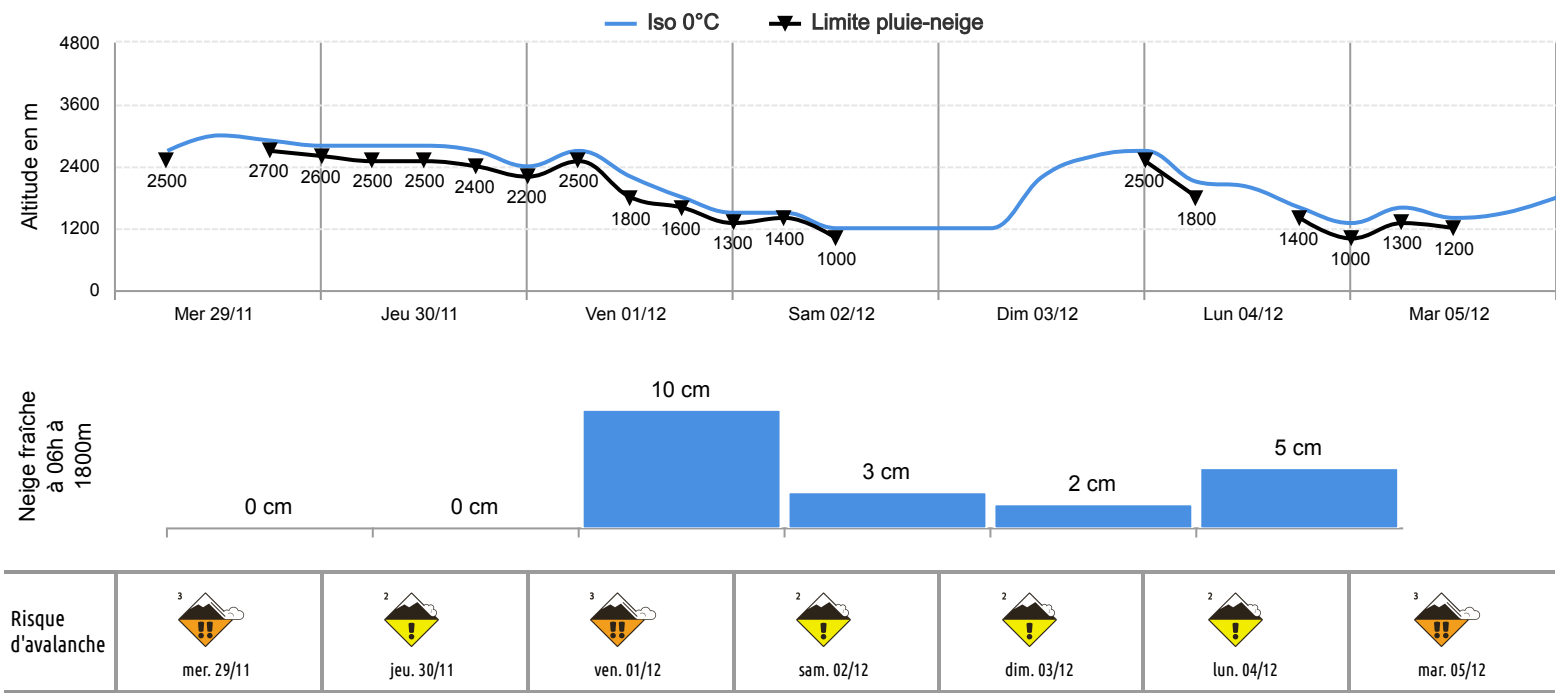 Iso 0°C Limite pluie-neige
Altitude en m
4800
3600
2400
1200
0
2500 2700 2600 2500 2500 2400 2200 2500 1800 1600 1300 1400 1000 2500 1800 1400 1000 1300 1200
Mer 29/11 Jeu 30/11 Ven 01/12 Sam 02/12 Dim 03/12 Lun 04/12 Mar 05/12
Neige fraîche
à 06h à
1800m
0 cm 0 cm 10 cm 3 cm 2 cm 5 cm
Risque
d'avalanche
3 2 3 2 2 2 3
!! ! !! ! ! ! !!
mer. 29/11 jeu. 30/11 ven. 01/12 sam. 02/12 dim. 03/12 lun. 04/12 mar. 05/12